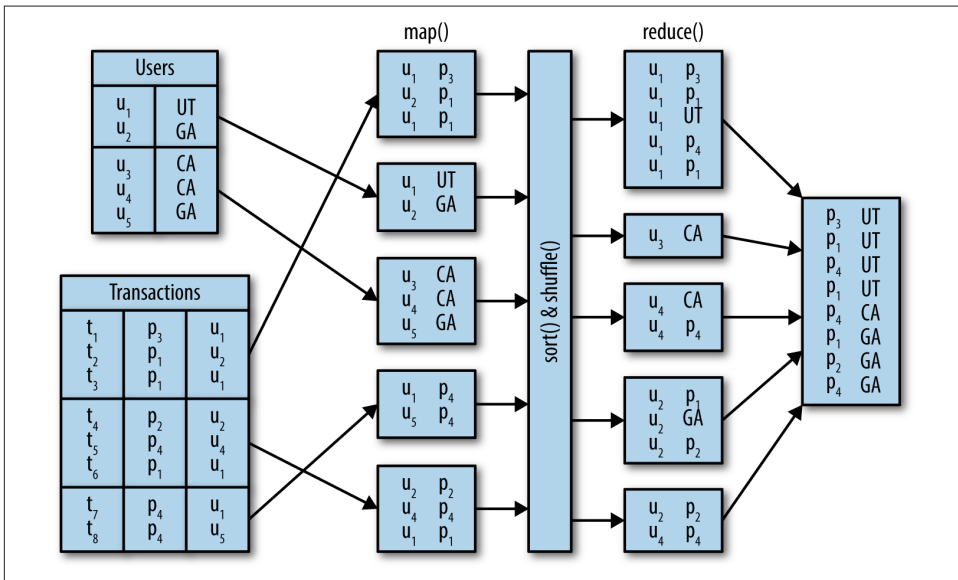 map()
reduce()
Users
u₁ UT
u₂ GA
u₃ CA
u₄ CA
u₅ GA
Transactions
t₁ p₃ u₁
t₂ p₁ u₂
t₃ p₁ u₁
t₄ p₂ u₂
t₅ p₄ u₄
t₆ p₁ u₁
t₇ p₄ u₁
t₈ p₄ u₅
u₁ p₃
u₂ p₁
u₁ p₁
u₁ UT
u₂ GA
u₃ CA
u₄ CA
u₅ GA
u₁ p₄
u₅ p₄
u₂ p₂
u₄ p₄
u₁ p₁
sort() & shuffle()
u₁ p₃
u₁ p₁
u₁ UT
u₁ p₄
u₁ p₁
u₃ CA
u₄ CA
u₄ p₄
u₂ p₁
u₂ GA
u₂ p₂
u₂ p₂
u₄ p₄
p₃ UT
p₁ UT
p₄ UT
p₁ UT
p₄ CA
p₁ GA
p₂ GA
p₄ GA